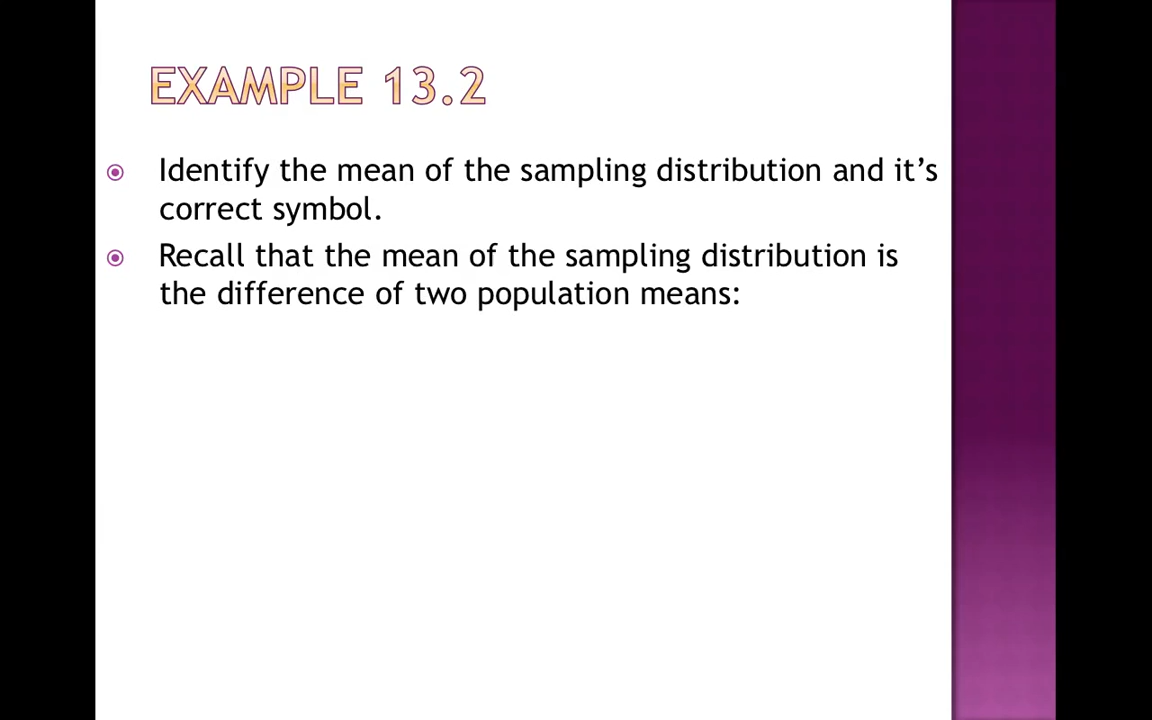 EXAMPLE 13.2
Identify the mean of the sampling distribution and it’s
correct symbol.
Recall that the mean of the sampling distribution is
the difference of two population means: